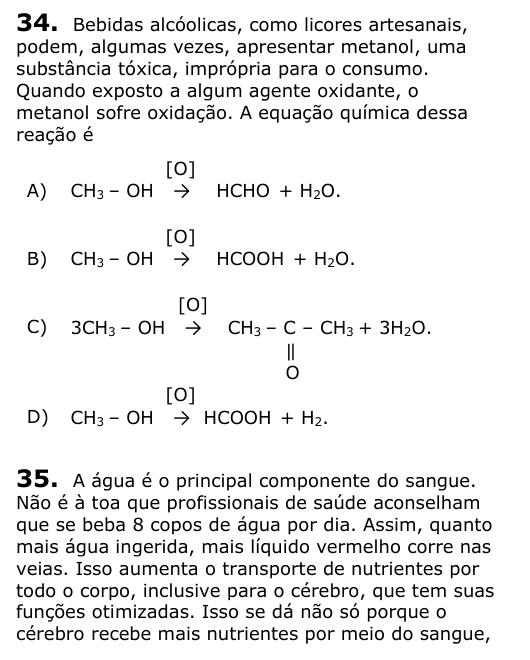 34. Bebidas alcóolicas, como licores artesanais,
podem, algumas vezes, apresentar metanol, uma
substância tóxica, imprópria para o consumo.
Quando exposto a algum agente oxidante, o
metanol sofre oxidação. A equação química dessa
reação é
[O]
A) CH₃ – OH → HCHO + H₂O.
[O]
B) CH₃ – OH → HCOOH + H₂O.
[O]
C) 3CH₃ – OH → CH₃ – C – CH₃ + 3H₂O.
||
O
[O]
D) CH₃ – OH → HCOOH + H₂.
35. A água é o principal componente do sangue.
Não é à toa que profissionais de saúde aconselham
que se beba 8 copos de água por dia. Assim, quanto
mais água ingerida, mais líquido vermelho corre nas
veias. Isso aumenta o transporte de nutrientes por
todo o corpo, inclusive para o cérebro, que tem suas
funções otimizadas. Isso se dá não só porque o
cérebro recebe mais nutrientes por meio do sangue,